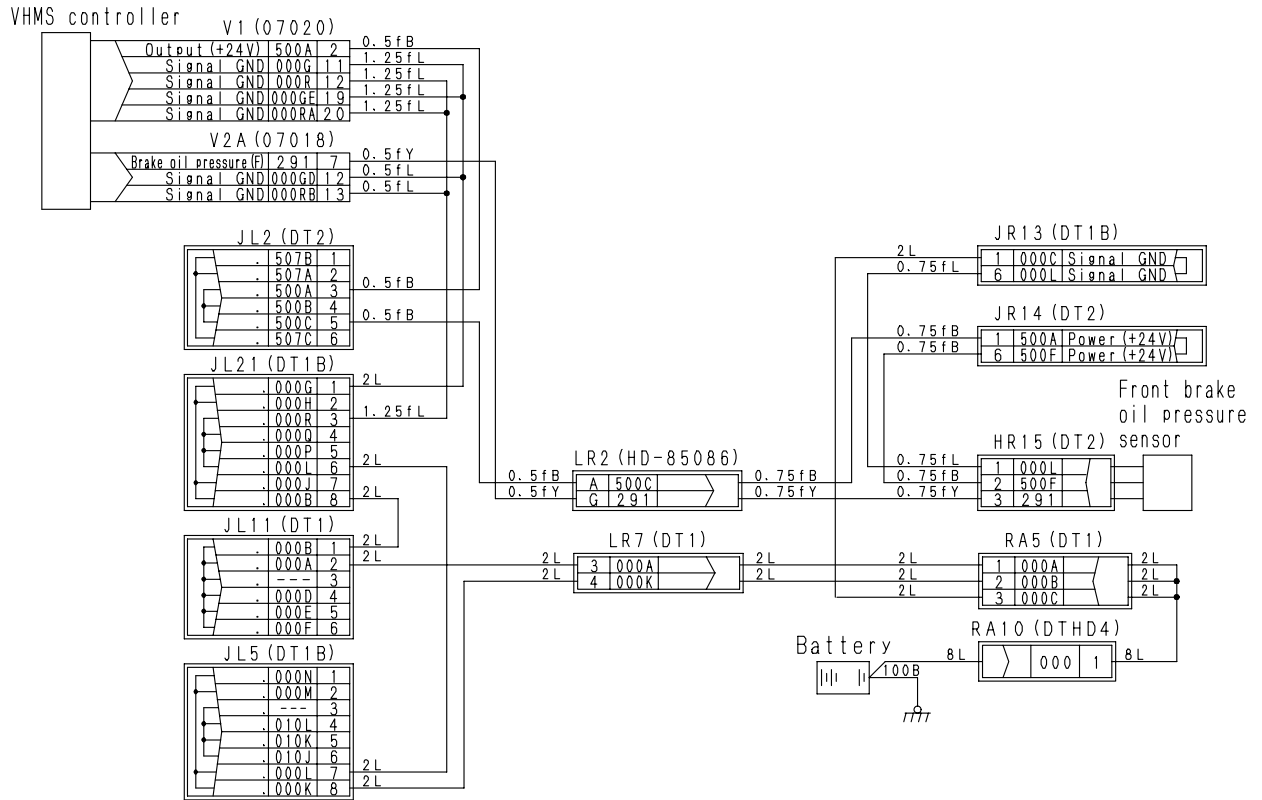 VHMS controller
V1 (07020)
Output (+24V) 500A 2 0.5fB
Signal GND 000G 11 1.25fL
Signal GND 000R 12 1.25fL
Signal GND 000GE 19 1.25fL
Signal GND 000RA 20 1.25fL
V2A (07018)
Brake oil pressure (F) 291 7 0.5fY
Signal GND 000GD 12 0.5fL
Signal GND 000RB 13 0.5fL
JL2 (DT2)
. 507B 1
. 507A 2
. 500A 3 0.5fB
. 500B 4
. 500C 5 0.5fB
. 507C 6
JL21 (DT1B)
. 000G 1 2L
. 000H 2
. 000R 3 1.25fL
. 000Q 4
. 000P 5
. 000L 6 2L
. 000J 7
. 000B 8 2L
JL11 (DT1)
. 000B 1 2L
. 000A 2 2L
. --- 3
. 000D 4
. 000E 5
. 000F 6
JL5 (DT1B)
. 000N 1
. 000M 2
. --- 3
. 010L 4
. 010K 5
. 010J 6
. 000L 7 2L
. 000K 8 2L
LR2 (HD-85086)
0.5fB A 500C 0.75fB
0.5fY G 291 0.75fY
LR7 (DT1)
2L 3 000A 2L
2L 4 000K 2L
JR13 (DT1B)
2L 1 000C Signal GND
0.75fL 6 000L Signal GND
JR14 (DT2)
0.75fB 1 500A Power (+24V)
0.75fB 6 500F Power (+24V)
Front brake
oil pressure
sensor
HR15 (DT2)
0.75fL 1 000L
0.75fB 2 500F
0.75fY 3 291
RA5 (DT1)
2L 1 000A 2L
2L 2 000B 2L
2L 3 000C 2L
RA10 (DTHD4)
8L 000 1 8L
Battery
100B